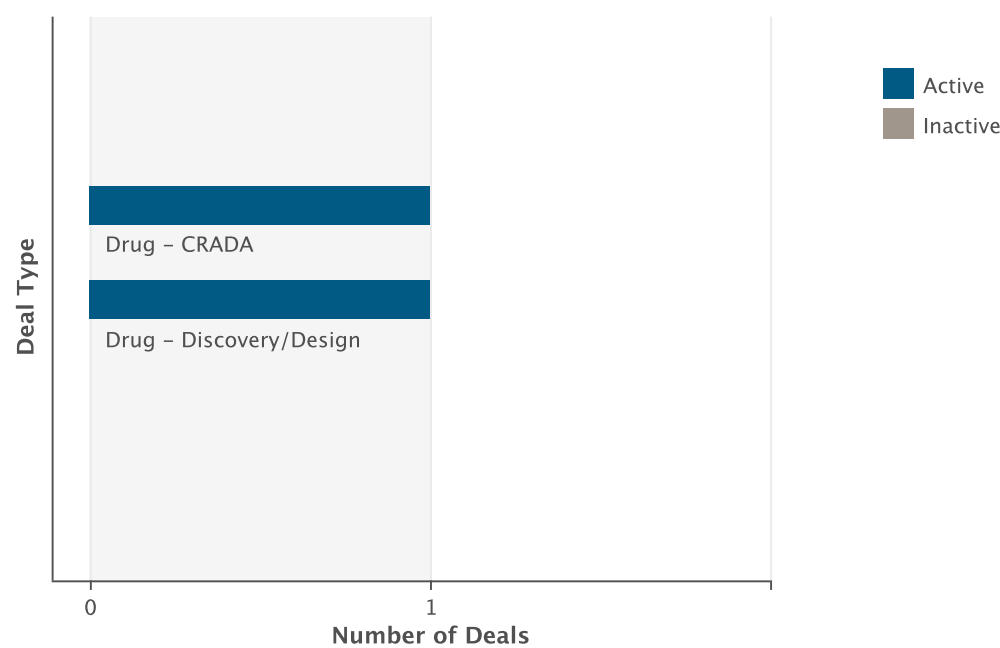 Active
Inactive
Deal Type
Drug – CRADA
Drug – Discovery/Design
0
1
Number of Deals